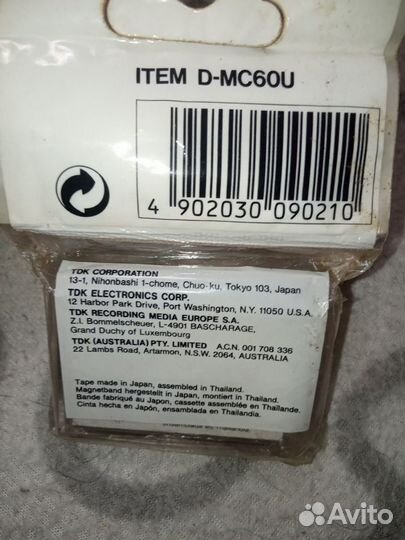 ITEM D-MC60U
4 902030 090210
TDK CORPORATION
13-1, Nihonbashi 1-chome, Chuo-ku, Tokyo 103, Japan
TDK ELECTRONICS CORP.
12 Harbor Park Drive, Port Washington, N.Y. 11050 U.S.A.
TDK RECORDING MEDIA EUROPE S.A.
Z.I. Bommelscheuer, L-4901 BASCHARAGE,
Grand Duchy of Luxembourg
TDK (AUSTRALIA) PTY. LIMITED A.C.N. 001 708 336
22 Lambs Road, Artarmon, N.S.W. 2064, AUSTRALIA
Tape made in Japan, assembled in Thailand.
Magnetband hergestellt in Japan, montiert in Thailand.
Bande fabriqué au Japon, cassette assemblée en Thaïlande.
Cinta hecha en Japón, ensamblada en Thailandia.
Avito